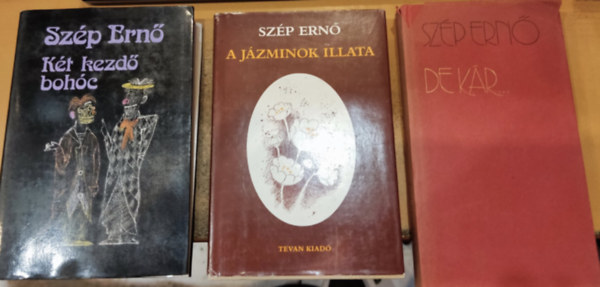 Szép Ernő
Két kezdő
bohóc
SZÉP ERNŐ
A JÁZMINOK ILLATA
TEVAN KIADÓ
SZÉP ERNŐ
DE KÁR...